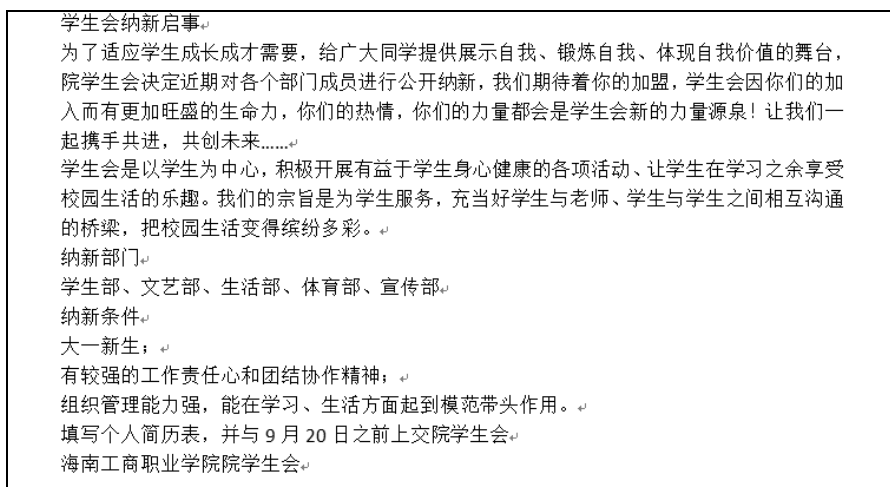 学生会纳新启事
为了适应学生成长成才需要，给广大同学提供展示自我、锻炼自我、体现自我价值的舞台，
院学生会决定近期对各个部门成员进行公开纳新，我们期待着你的加盟，学生会因你们的加
入而有更加旺盛的生命力，你们的热情，你们的力量都会是学生会新的力量源泉！让我们一
起携手共进，共创未来……
学生会是以学生为中心，积极开展有益于学生身心健康的各项活动、让学生在学习之余享受
校园生活的乐趣。我们的宗旨是为学生服务，充当好学生与老师、学生与学生之间相互沟通
的桥梁，把校园生活变得缤纷多彩。
纳新部门
学生部、文艺部、生活部、体育部、宣传部
纳新条件
大一新生；
有较强的工作责任心和团结协作精神；
组织管理能力强，能在学习、生活方面起到模范带头作用。
填写个人简历表，并与 9 月 20 日之前上交院学生会
海南工商职业学院院学生会